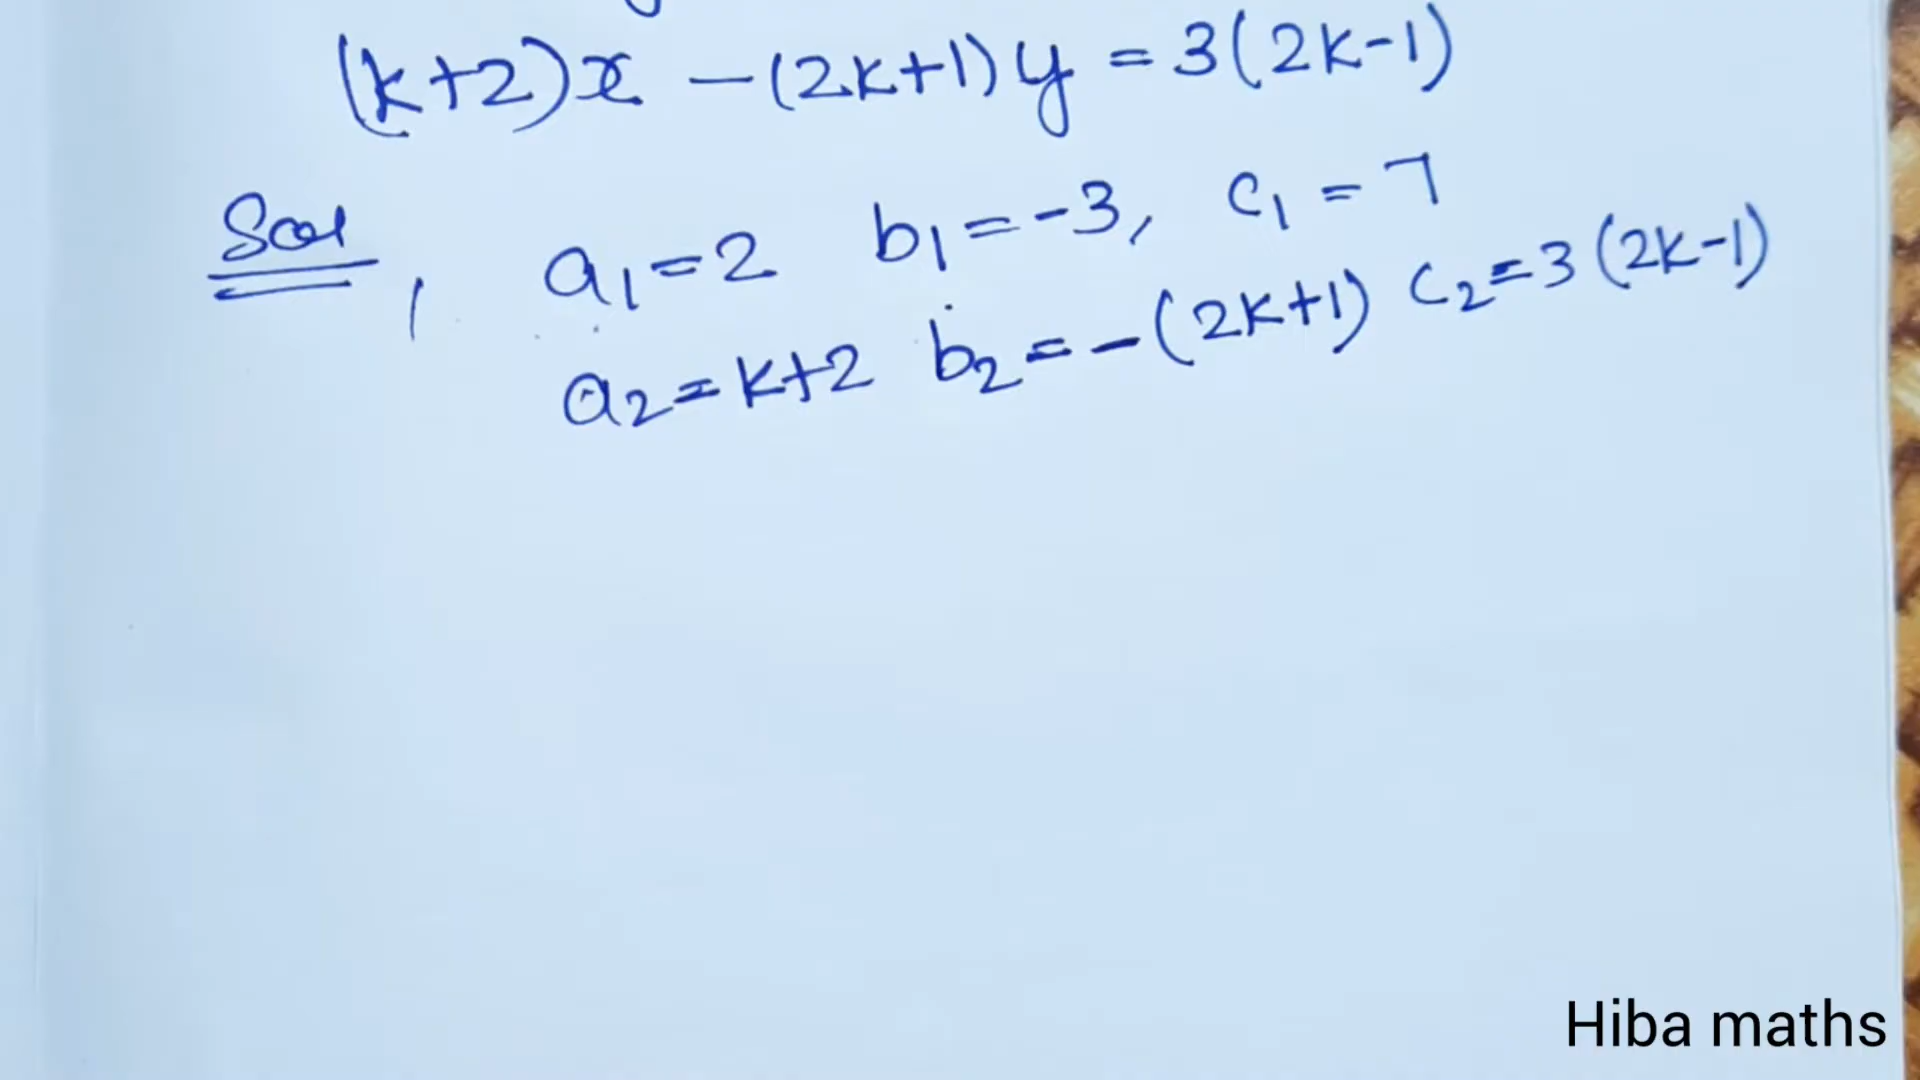 (k+2)x - (2k+1)y = 3(2k-1)
Sol, a₁=2 b₁=-3, c₁=7
a₂=k+2 b₂=-(2k+1) c₂=3(2k-1)
Hiba maths